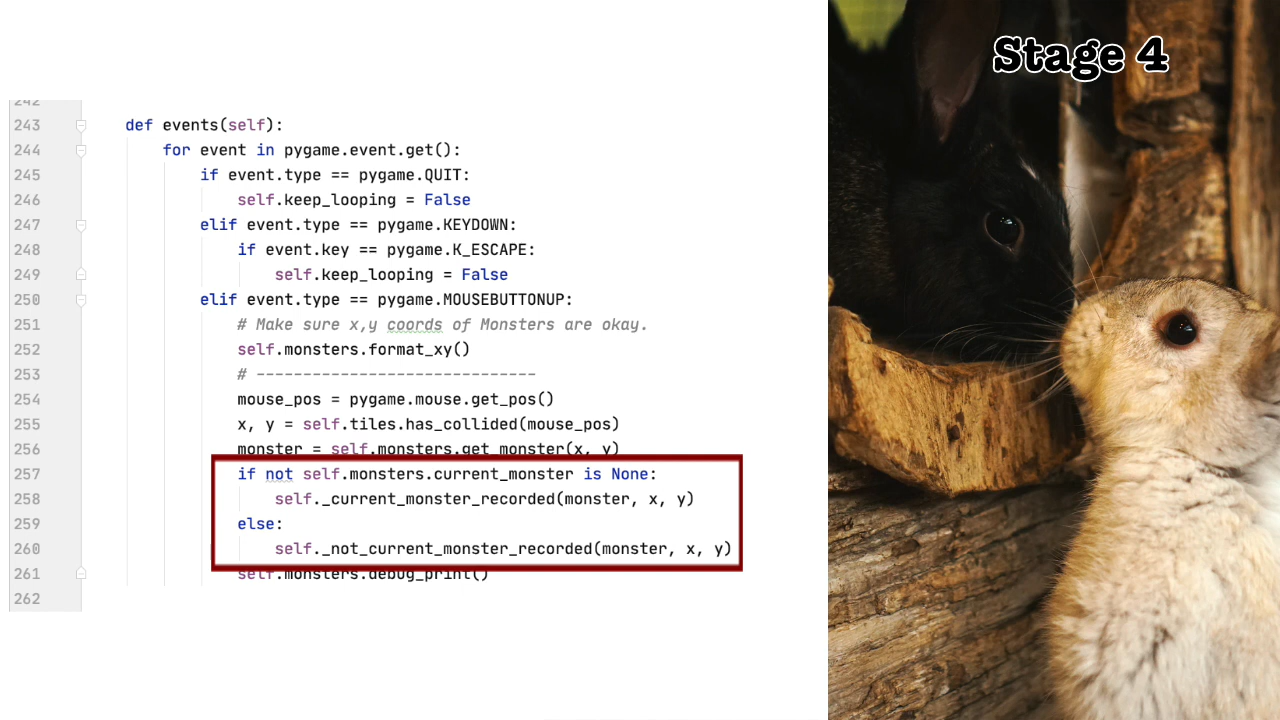 242
243 def events(self):
244 for event in pygame.event.get():
245 if event.type == pygame.QUIT:
246 self.keep_looping = False
247 elif event.type == pygame.KEYDOWN:
248 if event.key == pygame.K_ESCAPE:
249 self.keep_looping = False
250 elif event.type == pygame.MOUSEBUTTONUP:
251 # Make sure x,y coords of Monsters are okay.
252 self.monsters.format_xy()
253 # ------------------------------
254 mouse_pos = pygame.mouse.get_pos()
255 x, y = self.tiles.has_collided(mouse_pos)
256 monster = self.monsters.get_monster(x, y)
257 if not self.monsters.current_monster is None:
258 self._current_monster_recorded(monster, x, y)
259 else:
260 self._not_current_monster_recorded(monster, x, y)
261 self.monsters.debug_print()
262
Stage 4